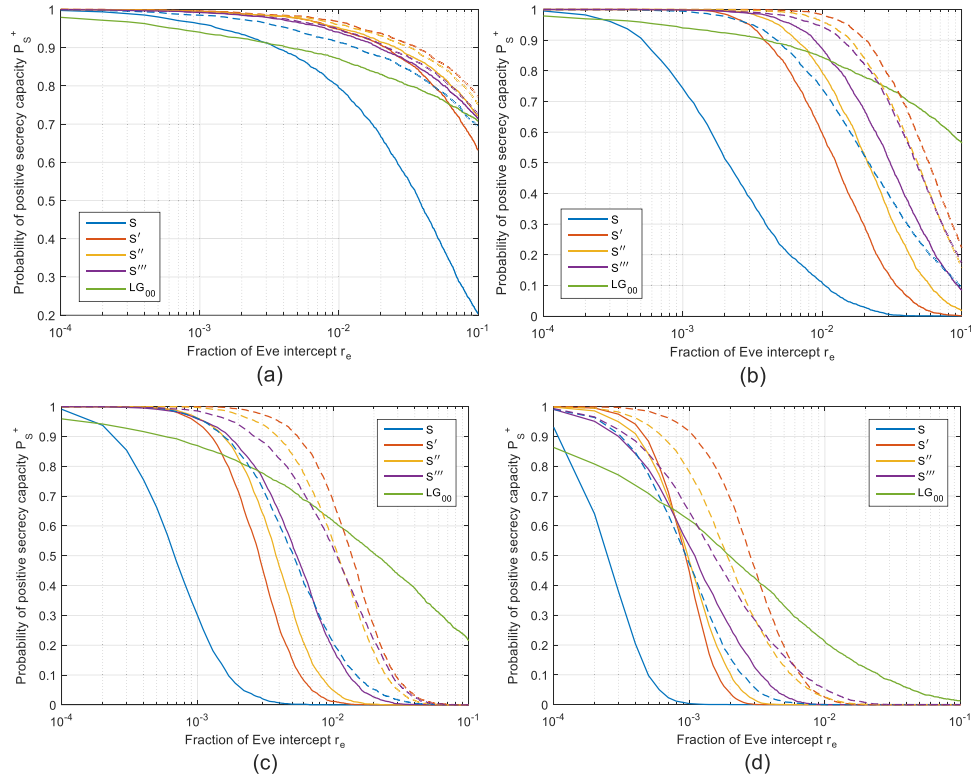 Probability of positive secrecy capacity P_S^+
1
0.9
0.8
0.7
0.6
0.5
0.4
0.3
0.2
S
S′
S″
S‴
LG_00
10^-4
10^-3
10^-2
10^-1
Fraction of Eve intercept r_e
(a)
Probability of positive secrecy capacity P_S^+
1
0.9
0.8
0.7
0.6
0.5
0.4
0.3
0.2
0.1
0
S
S′
S″
S‴
LG_00
10^-4
10^-3
10^-2
10^-1
Fraction of Eve intercept r_e
(b)
Probability of positive secrecy capacity P_S^+
1
0.9
0.8
0.7
0.6
0.5
0.4
0.3
0.2
0.1
0
S
S′
S″
S‴
LG_00
10^-4
10^-3
10^-2
10^-1
Fraction of Eve intercept r_e
(c)
Probability of positive secrecy capacity P_S^+
1
0.9
0.8
0.7
0.6
0.5
0.4
0.3
0.2
0.1
0
S
S′
S″
S‴
LG_00
10^-4
10^-3
10^-2
10^-1
Fraction of Eve intercept r_e
(d)